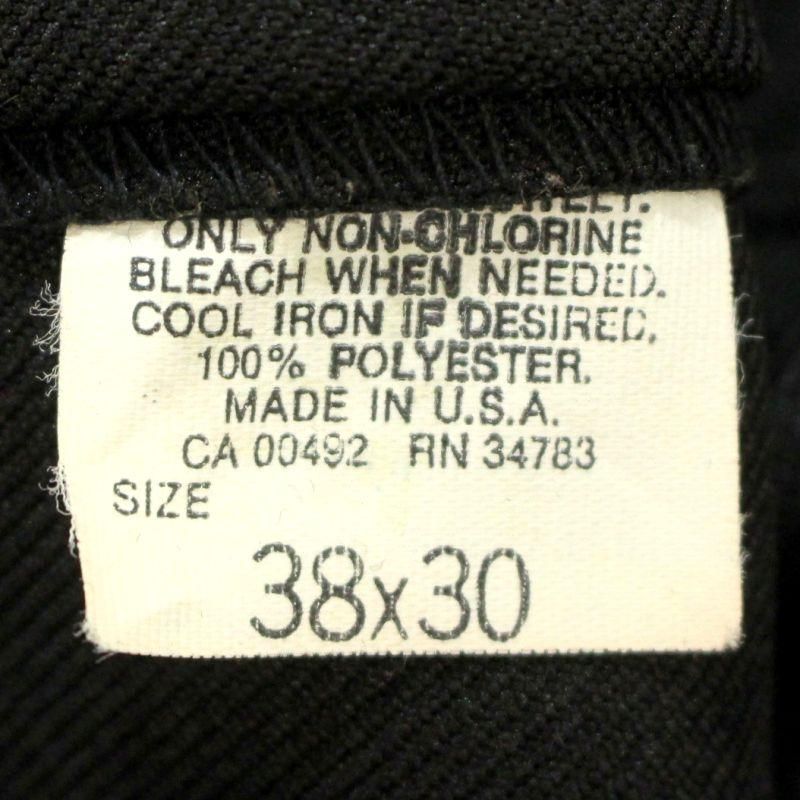 ONLY NON-CHLORINE
BLEACH WHEN NEEDED.
COOL IRON IF DESIRED.
100% POLYESTER.
MADE IN U.S.A.
CA 00492 RN 34783
SIZE
38x30